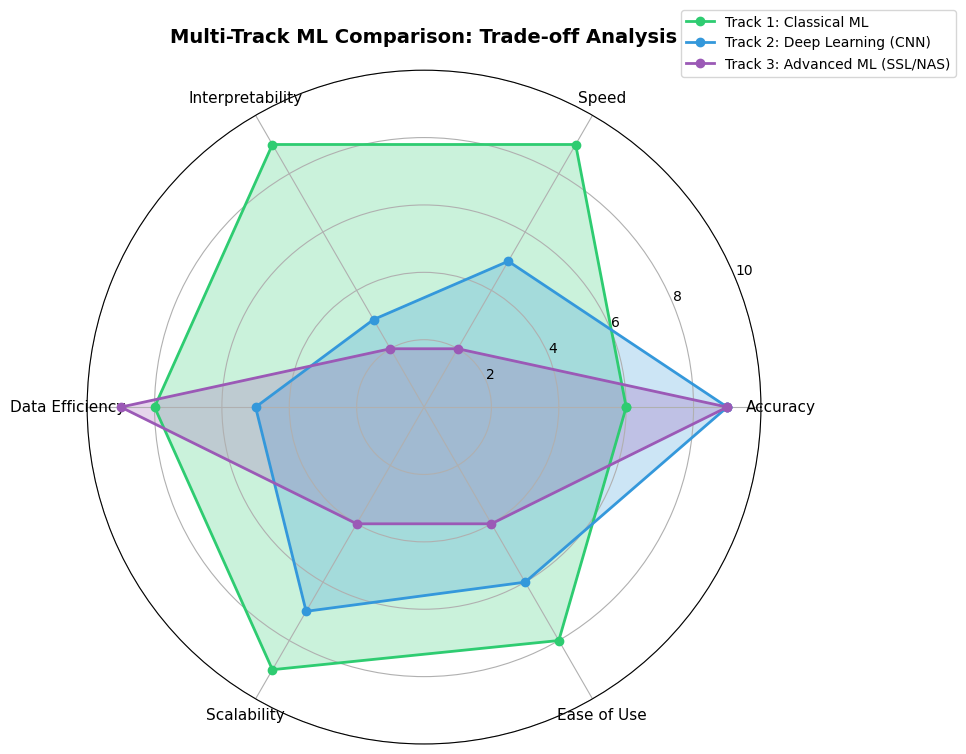 Multi-Track ML Comparison: Trade-off Analysis
Track 1: Classical ML
Track 2: Deep Learning (CNN)
Track 3: Advanced ML (SSL/NAS)
Interpretability
Speed
10
8
6
4
2
Data Efficiency
Accuracy
Scalability
Ease of Use